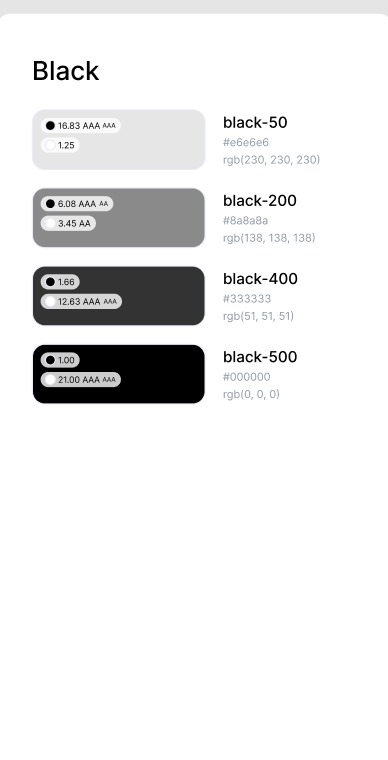 Black
16.83 AAA AAA
1.25
black-50
#e6e6e6
rgb(230, 230, 230)
6.08 AAA AA
3.45 AA
black-200
#8a8a8a
rgb(138, 138, 138)
1.66
12.63 AAA AAA
black-400
#333333
rgb(51, 51, 51)
1.00
21.00 AAA AAA
black-500
#000000
rgb(0, 0, 0)